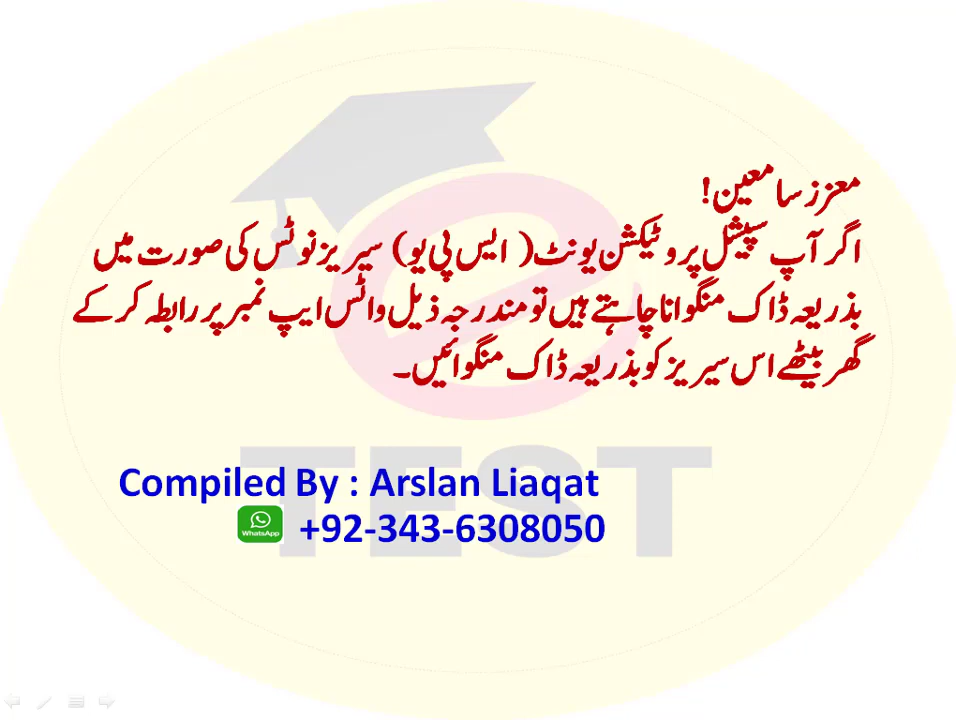 معزز سامعین!
اگر آپ سپیشل پروٹیکشن یونٹ( ایس پی یو) سیریز نوٹس کی صورت میں
بذریعہ ڈاک منگوانا چاہتے ہیں تو مندرجہ ذیل واٹس ایپ نمبر پر رابطہ کر کے
گھر بیٹھے اس سیریز کو بذریعہ ڈاک منگوائیں۔
e
TEST
Compiled By : Arslan Liaqat
WhatsApp +92-343-6308050